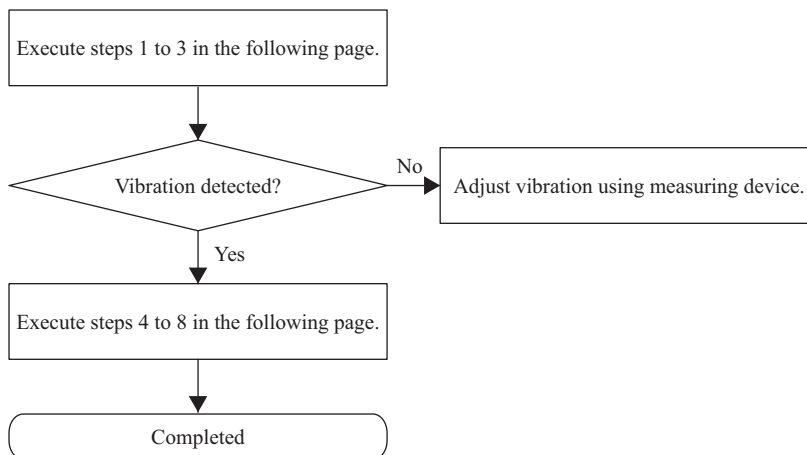 Execute steps 1 to 3 in the following page.
Vibration detected?
No
Adjust vibration using measuring device.
Yes
Execute steps 4 to 8 in the following page.
Completed